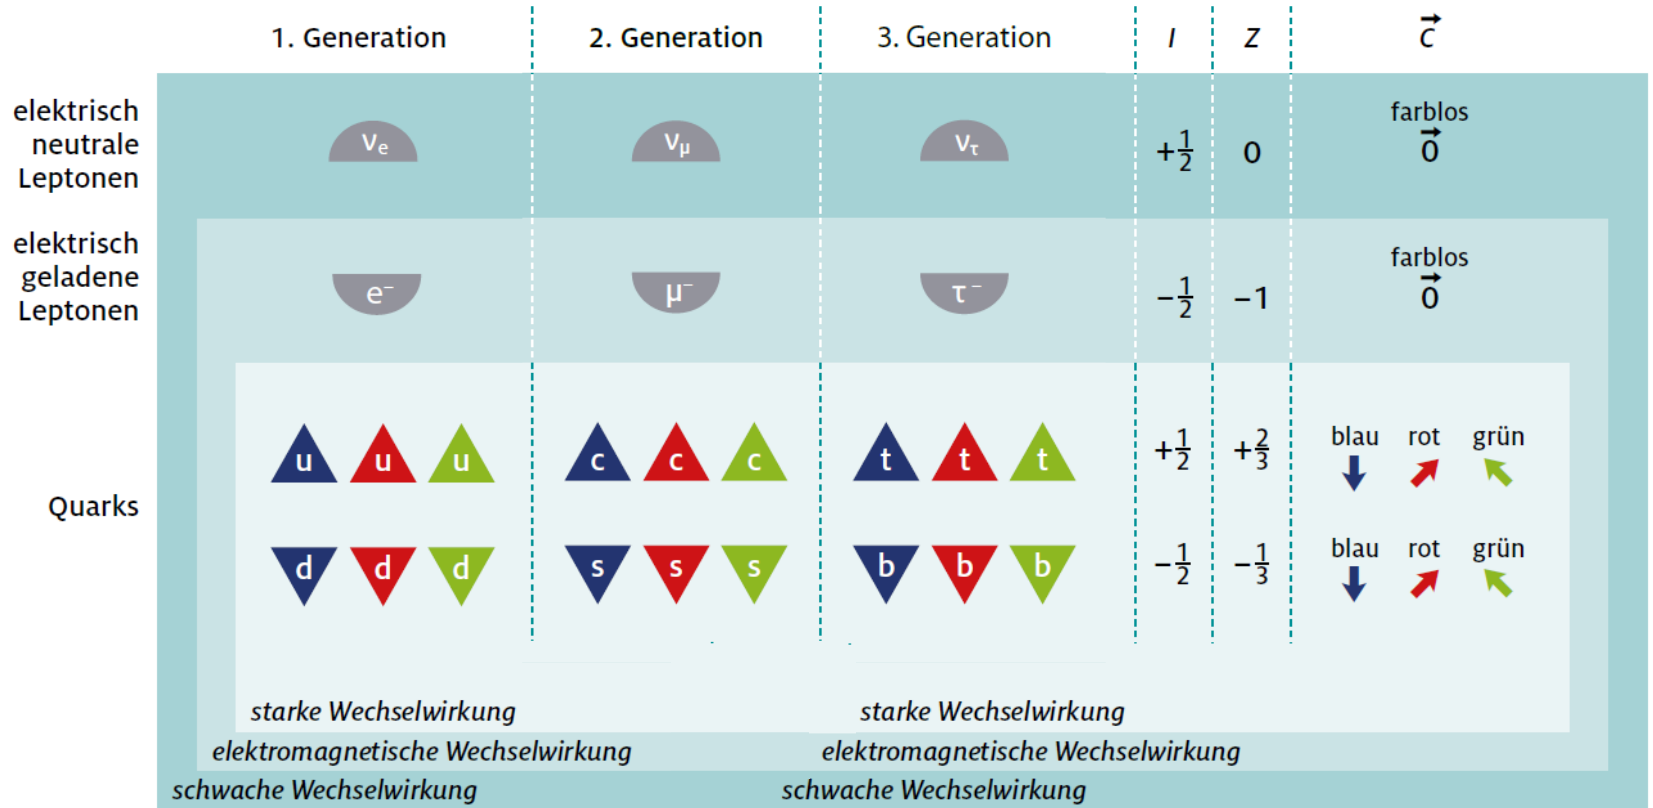 1. Generation 2. Generation 3. Generation I Z C⃗
elektrisch
neutrale
Leptonen
νe νμ ντ +1/2 0 farblos
0⃗
elektrisch
geladene
Leptonen
e⁻ μ⁻ τ⁻ −1/2 −1 farblos
0⃗
Quarks
u u u c c c t t t +1/2 +2/3 blau rot grün
d d d s s s b b b −1/2 −1/3 blau rot grün
starke Wechselwirkung starke Wechselwirkung
elektromagnetische Wechselwirkung elektromagnetische Wechselwirkung
schwache Wechselwirkung schwache Wechselwirkung